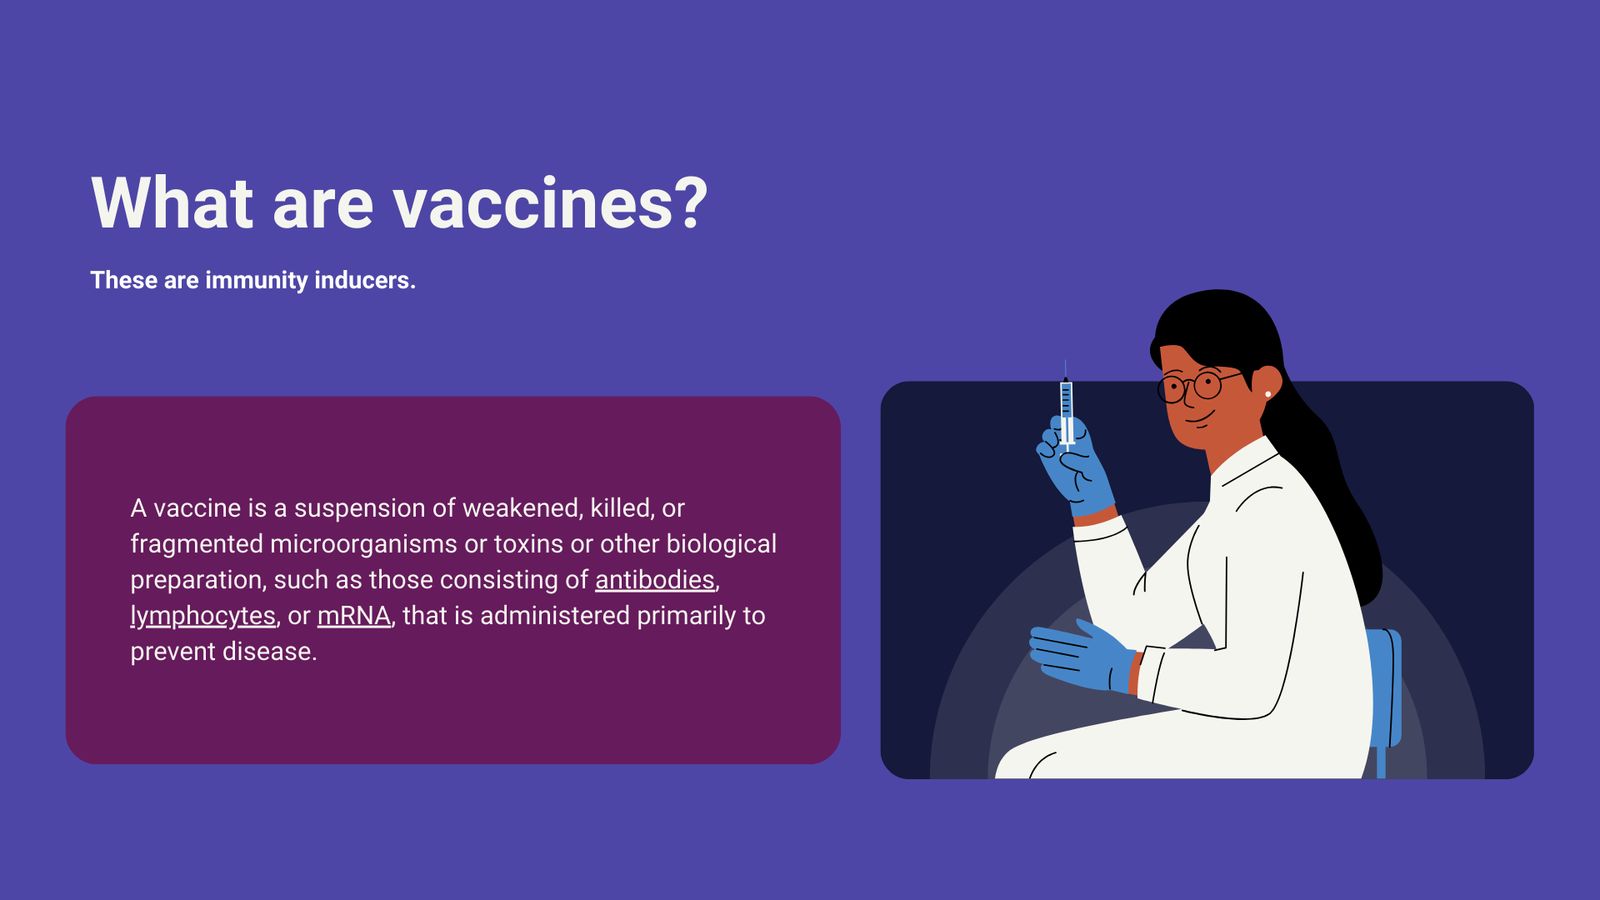 What are vaccines?
These are immunity inducers.
A vaccine is a suspension of weakened, killed, or
fragmented microorganisms or toxins or other biological
preparation, such as those consisting of antibodies,
lymphocytes, or mRNA, that is administered primarily to
prevent disease.